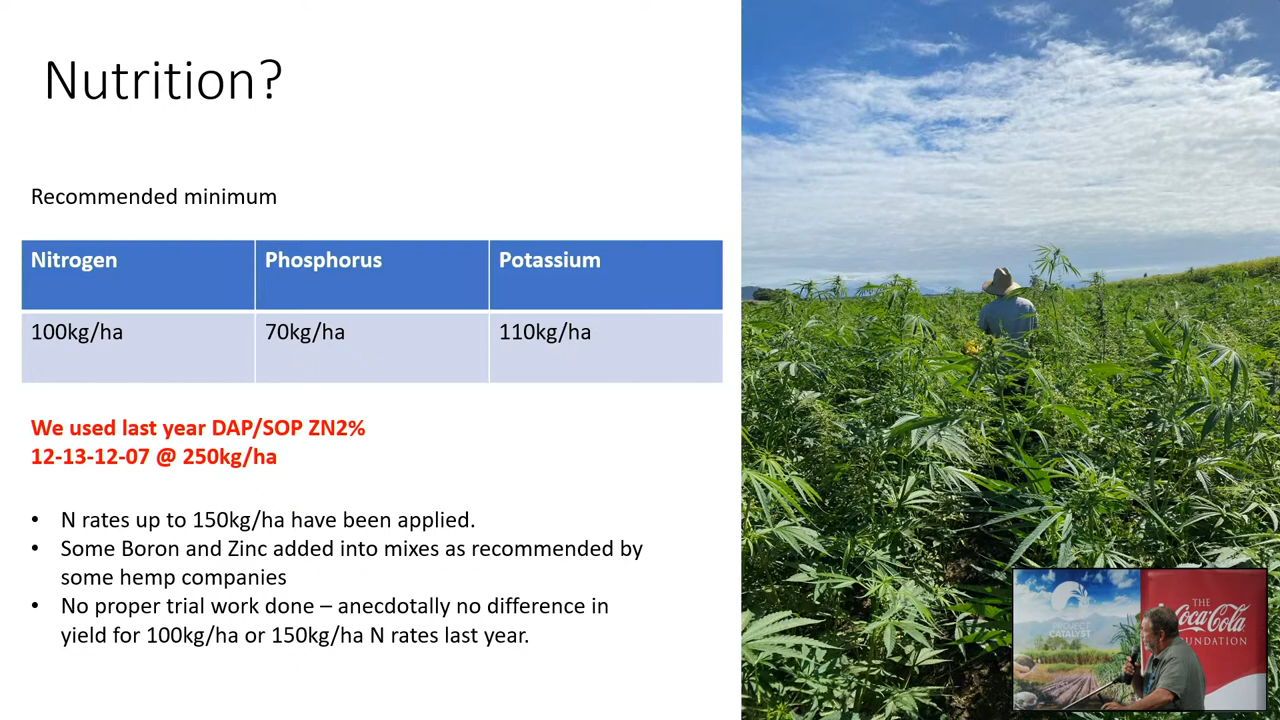 Nutrition?
Recommended minimum
Nitrogen
Phosphorus
Potassium
100kg/ha
70kg/ha
110kg/ha
We used last year DAP/SOP ZN2%
12-13-12-07 @ 250kg/ha
• N rates up to 150kg/ha have been applied.
• Some Boron and Zinc added into mixes as recommended by
some hemp companies
• No proper trial work done – anecdotally no difference in
yield for 100kg/ha or 150kg/ha N rates last year.
PROJECT
CATALYST
THE
Coca-Cola
FOUNDATION